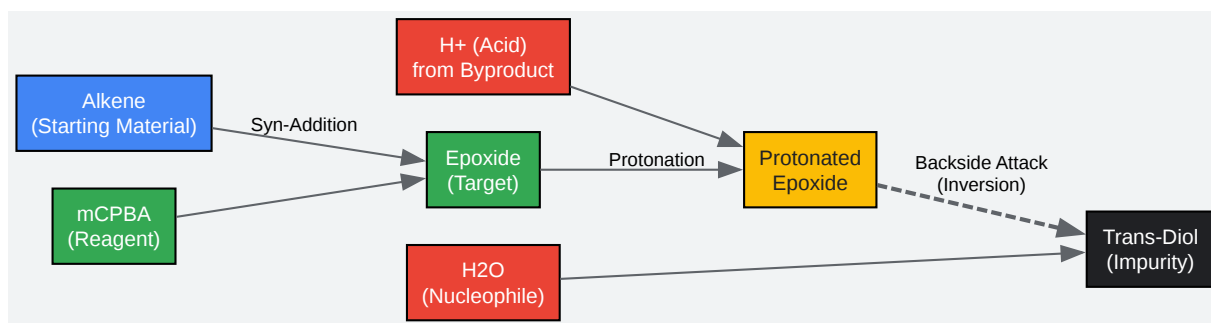 Alkene
(Starting Material)
mCPBA
(Reagent)
Syn-Addition
H+ (Acid)
from Byproduct
Epoxide
(Target)
H2O
(Nucleophile)
Protonation
Protonated
Epoxide
Backside Attack
(Inversion)
Trans-Diol
(Impurity)